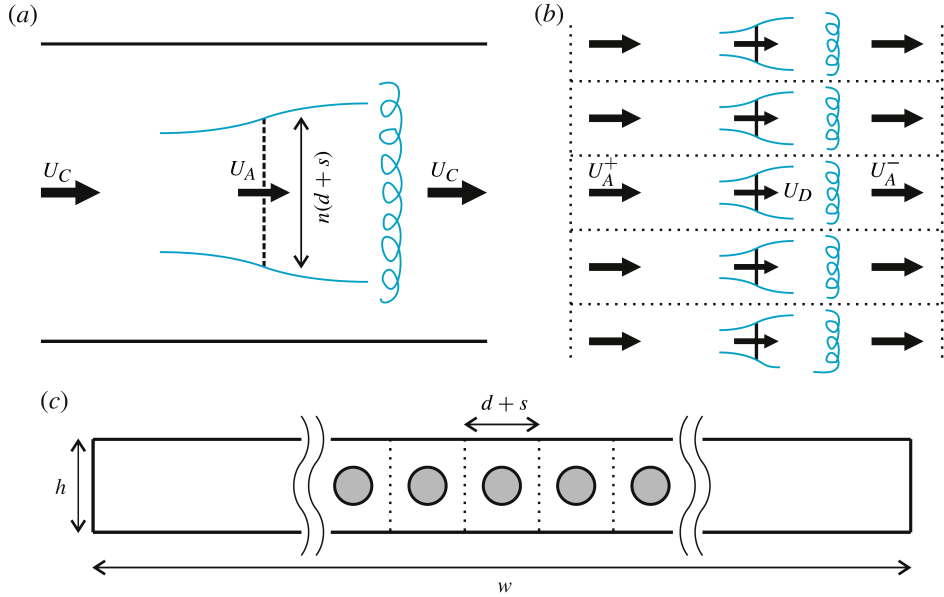 (a)
U_C
U_A
n(d + s)
U_C
(b)
U_A^+
U_D
U_A^-
(c)
d + s
h
w